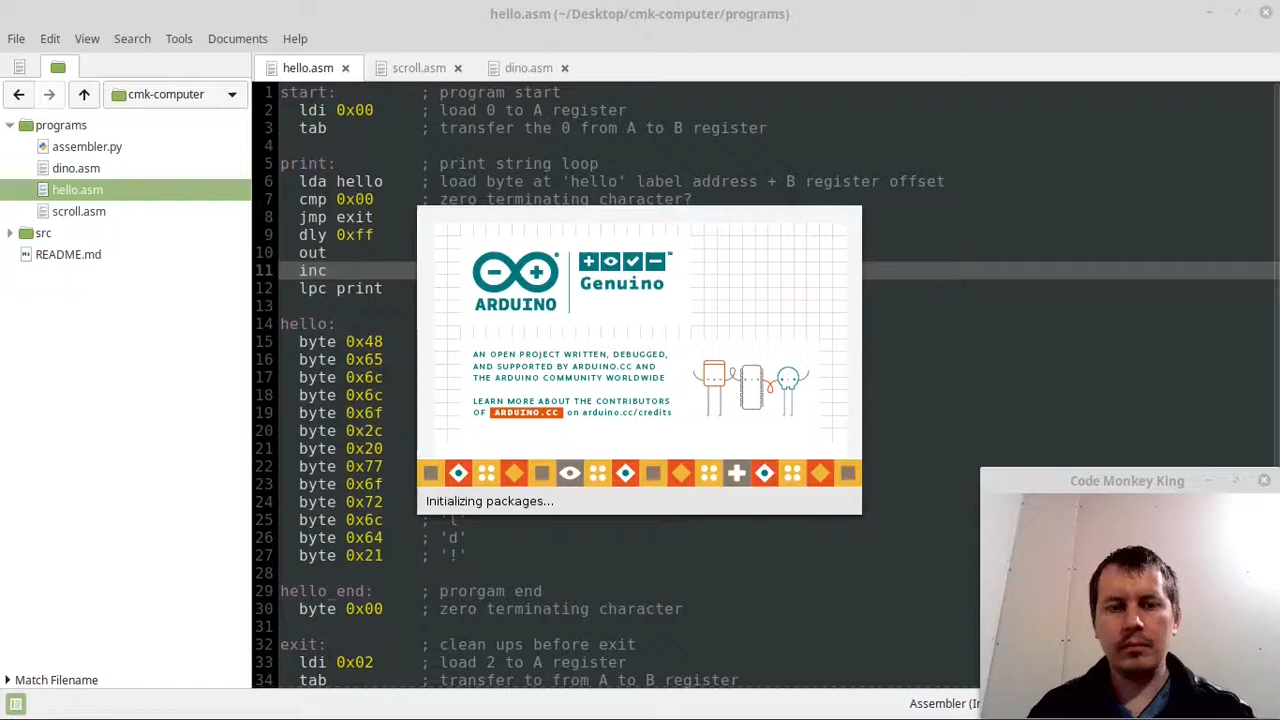 hello.asm (~/Desktop/cmk-computer/programs)
File Edit View Search Tools Documents Help
hello.asm scroll.asm dino.asm
cmk-computer
programs
assembler.py
dino.asm
hello.asm
scroll.asm
src
README.md
Match Filename
1 start: ; program start
2 ldi 0x00 ; load 0 to A register
3 tab ; transfer the 0 from A to B register
4
5 print: ; print string loop
6 lda hello ; load byte at 'hello' label address + B register offset
7 cmp 0x00 ; zero terminating character?
8 jmp exit
9 dly 0xff
10 out
11 inc
12 lpc print
13
14 hello:
15 byte 0x48
16 byte 0x65
17 byte 0x6c
18 byte 0x6c
19 byte 0x6f
20 byte 0x2c
21 byte 0x20
22 byte 0x77
23 byte 0x6f
24 byte 0x72
25 byte 0x6c ; 'l'
26 byte 0x64 ; 'd'
27 byte 0x21 ; '!'
28
29 hello_end: ; prorgam end
30 byte 0x00 ; zero terminating character
31
32 exit: ; clean ups before exit
33 ldi 0x02 ; load 2 to A register
34 tab ; transfer to from A to B register
ARDUINO
Genuino
™
AN OPEN PROJECT WRITTEN, DEBUGGED,
AND SUPPORTED BY ARDUINO.CC AND
THE ARDUINO COMMUNITY WORLDWIDE
LEARN MORE ABOUT THE CONTRIBUTORS
OF ARDUINO.CC on arduino.cc/credits
Initializing packages...
Code Monkey King
Assembler (In